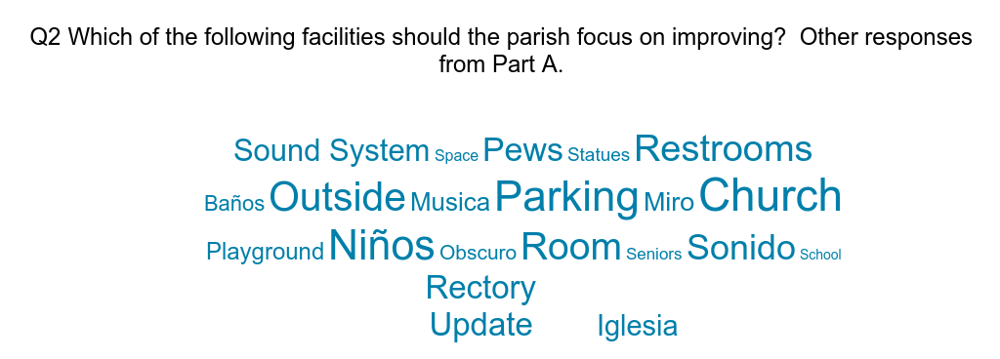 Q2 Which of the following facilities should the parish focus on improving?  Other responses
from Part A.
Sound System Space Pews Statues Restrooms
Baños Outside Musica Parking Miro Church
Playground Niños Obscuro Room Seniors Sonido School
Rectory
Update Iglesia